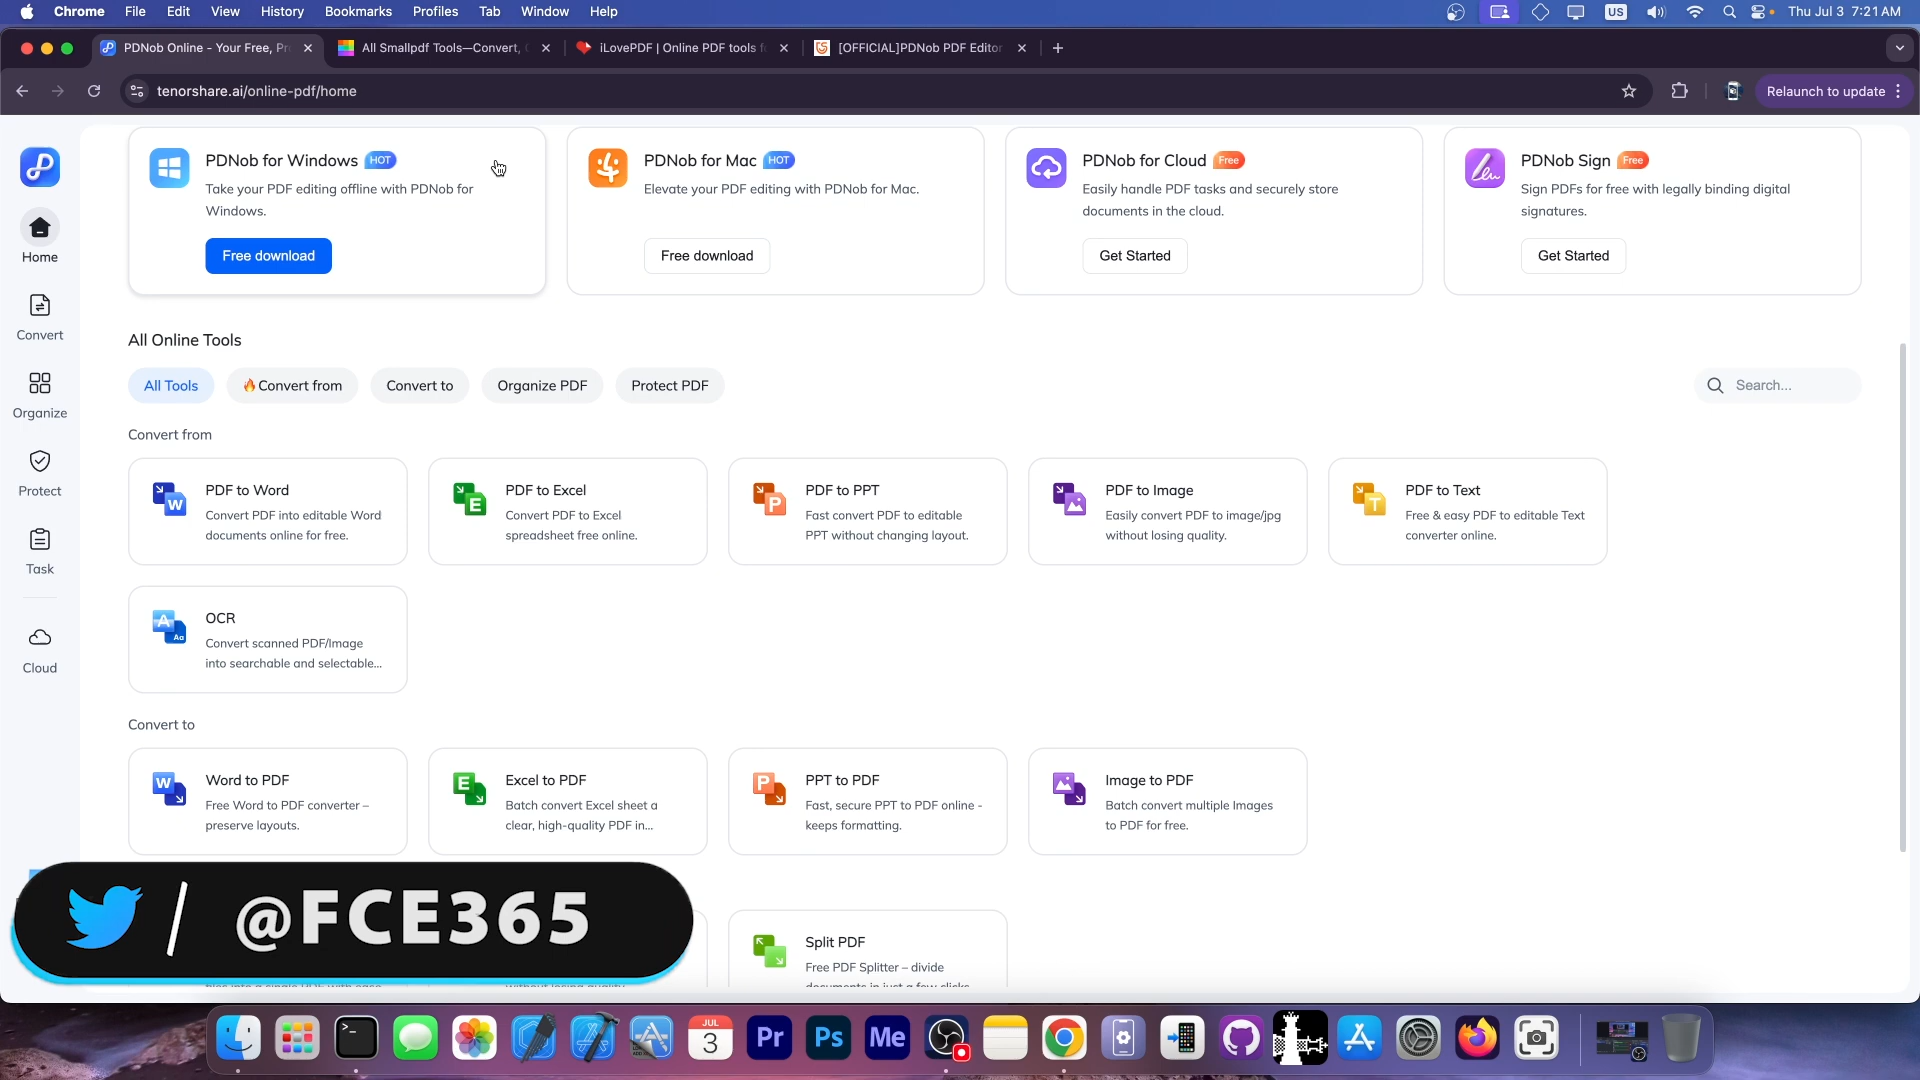 Chrome File Edit View History Bookmarks Profiles Tab Window Help US Thu Jul 3 7:21 AM
PDNob Online - Your Free, Pr All Smallpdf Tools—Convert, iLovePDF | Online PDF tools f [OFFICIAL]PDNob PDF Editor
tenorshare.ai/online-pdf/home Relaunch to update
PDNob for Windows HOT
Take your PDF editing offline with PDNob for
Windows.
Free download
PDNob for Mac HOT
Elevate your PDF editing with PDNob for Mac.
Free download
PDNob for Cloud Free
Easily handle PDF tasks and securely store
documents in the cloud.
Get Started
PDNob Sign Free
Sign PDFs for free with legally binding digital
signatures.
Get Started
Home
Convert
Organize
Protect
Task
Cloud
All Online Tools
All Tools Convert from Convert to Organize PDF Protect PDF Search...
Convert from
PDF to Word
Convert PDF into editable Word
documents online for free.
PDF to Excel
Convert PDF to Excel
spreadsheet free online.
PDF to PPT
Fast convert PDF to editable
PPT without changing layout.
PDF to Image
Easily convert PDF to image/jpg
without losing quality.
PDF to Text
Free & easy PDF to editable Text
converter online.
OCR
Convert scanned PDF/Image
into searchable and selectable...
Convert to
Word to PDF
Free Word to PDF converter –
preserve layouts.
Excel to PDF
Batch convert Excel sheet a
clear, high-quality PDF in...
PPT to PDF
Fast, secure PPT to PDF online -
keeps formatting.
Image to PDF
Batch convert multiple Images
to PDF for free.
Split PDF
Free PDF Splitter – divide
documents in just a few clicks
/ @FCE365
JUL
3
Pr Ps Me